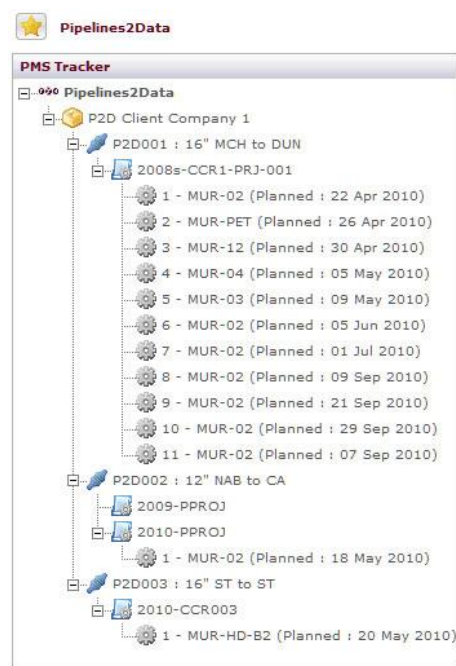 Pipelines2Data
PMS Tracker
Pipelines2Data
P2D Client Company 1
P2D001 : 16" MCH to DUN
2008s-CCR1-PRJ-001
1 - MUR-02 (Planned : 22 Apr 2010)
2 - MUR-PET (Planned : 26 Apr 2010)
3 - MUR-12 (Planned : 30 Apr 2010)
4 - MUR-04 (Planned : 05 May 2010)
5 - MUR-03 (Planned : 09 May 2010)
6 - MUR-02 (Planned : 05 Jun 2010)
7 - MUR-02 (Planned : 01 Jul 2010)
8 - MUR-02 (Planned : 09 Sep 2010)
9 - MUR-02 (Planned : 21 Sep 2010)
10 - MUR-02 (Planned : 29 Sep 2010)
11 - MUR-02 (Planned : 07 Sep 2010)
P2D002 : 12" NAB to CA
2009-PPROJ
2010-PPROJ
1 - MUR-02 (Planned : 18 May 2010)
P2D003 : 16" ST to ST
2010-CCR003
1 - MUR-HD-B2 (Planned : 20 May 2010)